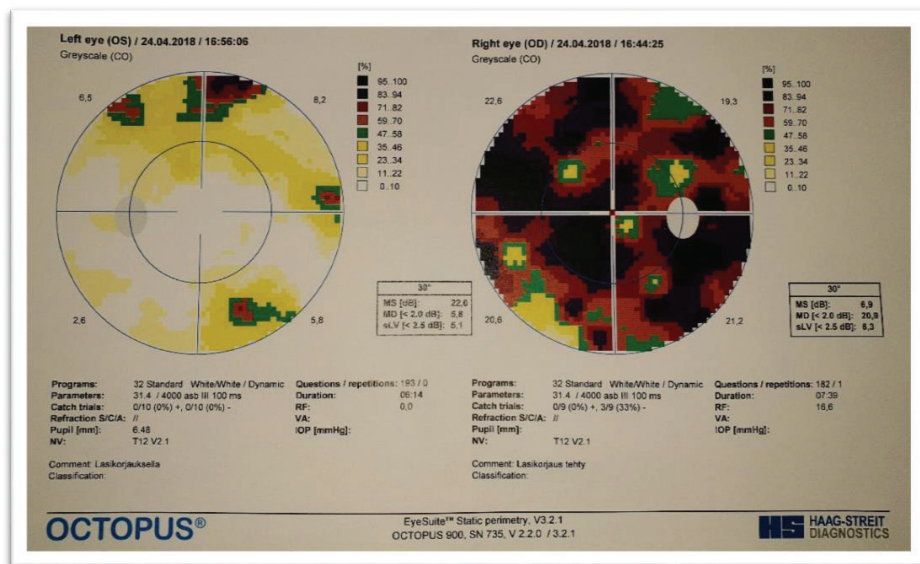 Left eye (OS) / 24.04.2018 / 16:56:06
Greyscale (CO)
[%]
95..100
83..94
71..82
59..70
47..58
35..46
23..34
11..22
0..10
6,5
8,2
2,6
5,8
30°
MS [dB]: 22,0
MD [< 2.0 dB]: 5,8
sLV [< 2.5 dB]: 5,1
Programs: 32 Standard White/White / Dynamic
Parameters: 31.4 / 4000 asb III 100 ms
Catch trials: 0/10 (0%) +, 0/10 (0%) -
Refraction S/C/A: //
Pupil [mm]: 6.48
NV: T12 V2.1
Questions / repetitions: 193 / 0
Duration: 06:14
RF: 0,0
VA:
IOP [mmHg]:
Comment: Lasikorjauksella
Classification:
Right eye (OD) / 24.04.2018 / 16:44:25
Greyscale (CO)
[%]
95..100
83..94
71..82
59..70
47..58
35..46
23..34
11..22
0..10
22,6
19,3
20,6
21,2
30°
MS [dB]: 6,9
MD [< 2.0 dB]: 20,9
sLV [< 2.5 dB]: 8,3
Programs: 32 Standard White/White / Dynamic
Parameters: 31.4 / 4000 asb III 100 ms
Catch trials: 0/9 (0%) +, 3/9 (33%) -
Refraction S/C/A: //
Pupil [mm]:
NV: T12 V2.1
Questions / repetitions: 182 / 1
Duration: 07:39
RF: 16,6
VA:
IOP [mmHg]:
Comment: Lasikorjaus tehty
Classification:
OCTOPUS®
EyeSuite™ Static perimetry, V3.2.1
OCTOPUS 900, SN 735, V 2.2.0 / 3.2.1
HS HAAG-STREIT
DIAGNOSTICS